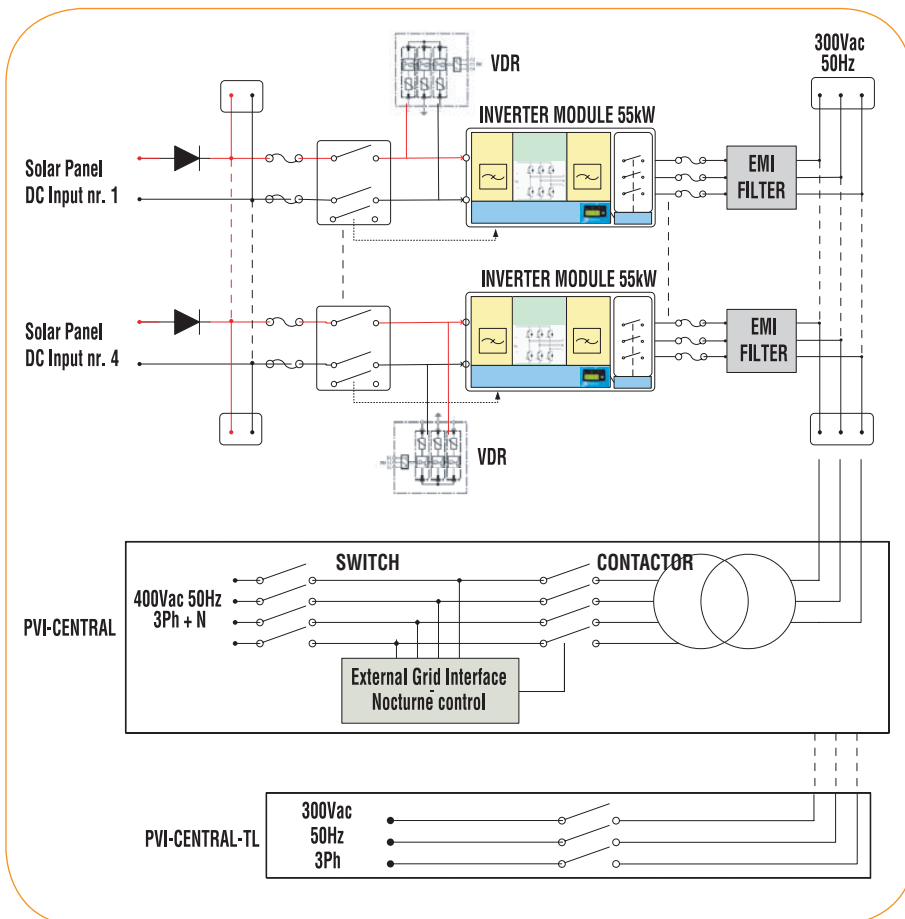 VDR
300Vac
50Hz
INVERTER MODULE 55kW
Solar Panel
DC Input nr. 1
EMI
FILTER
INVERTER MODULE 55kW
Solar Panel
DC Input nr. 4
EMI
FILTER
VDR
SWITCH
CONTACTOR
400Vac 50Hz
3Ph + N
PVI-CENTRAL
External Grid Interface
-
Nocturne control
300Vac
50Hz
3Ph
PVI-CENTRAL-TL